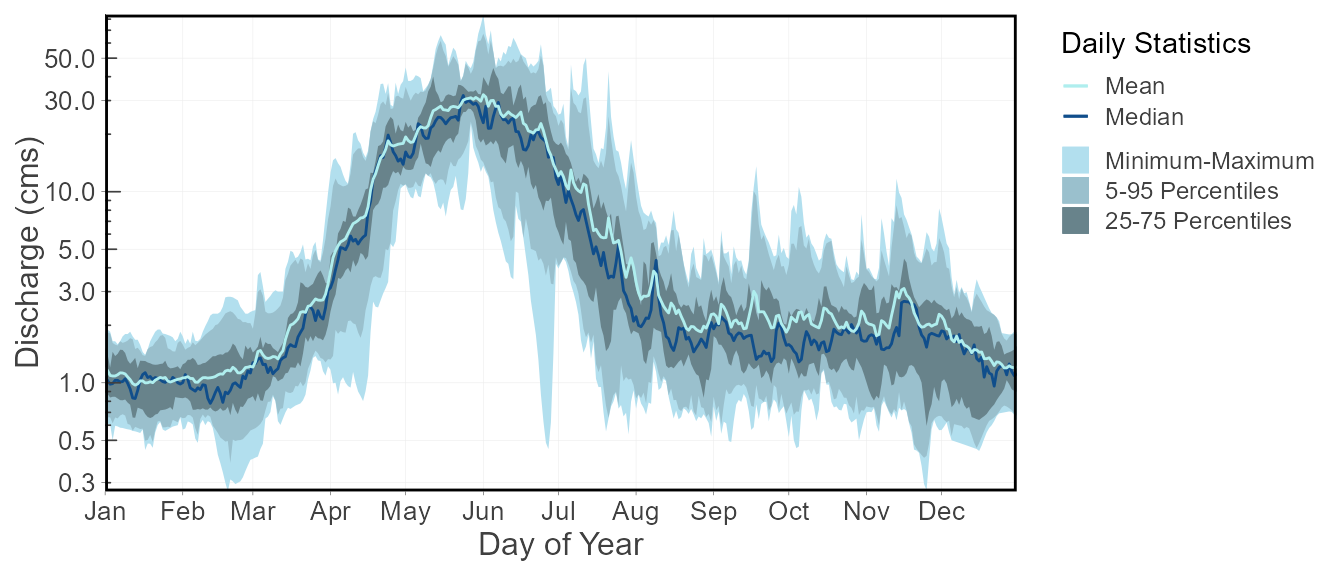 Discharge (cms)
50.0
30.0
10.0
5.0
3.0
1.0
0.5
0.3
Jan Feb Mar Apr May Jun Jul Aug Sep Oct Nov Dec
Day of Year
Daily Statistics
Mean
Median
Minimum-Maximum
5-95 Percentiles
25-75 Percentiles